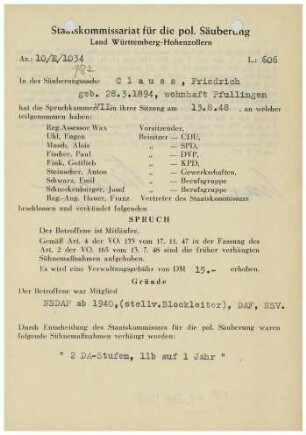 Staatskommissariat für die pol. Säuberung
Land Württemberg-Hohenzollern
Az.: 10/E/1034 L.: 606
In der Säuberungssache: C l a u s s , Friedrich
geb. 28.3.1894, wohnhaft Pfullingen
hat die Spruchkammer VII in ihrer Sitzung am 13.8.48, an welcher
teilgenommen haben:
Reg.Assessor Wax Vorsitzender,
Uhl, Eugen Beisitzer — CDU,
Mauch, Alois „ — SPD,
Fischer, Paul „ — DVP,
Fink, Gottlieb „ — KPD,
Steinacher, Anton „ — Gewerkschaften,
Schwarz, Emil „ — Berufsgruppe
Schneckenburger, Josef „ — Berufsgruppe
Reg.-Ang. Hauer, Franz Vertreter des Staatskommissars
beschlossen und verkündet folgenden
SPRUCH
Der Betroffene ist Mitläufer.
Gemäß Art. 4 der VO. 133 vom 17. 11. 47 in der Fassung des
Art. 2 der VO. 165 vom 13. 7. 48 sind die früher verhängten
Sühnemaßnahmen aufgehoben.
Es wird eine Verwaltungsgebühr von DM 15.- erhoben.
Gründe
Der Betroffene war Mitglied
NSDAP ab 1940,(stellv.Blockleiter), DAF, NSV.
Durch Entscheidung des Staatskommissars für die pol. Säuberung waren
folgende Sühnemaßnahmen verhängt worden:
" 2 DA-Stufen, 11b auf 1 Jahr "